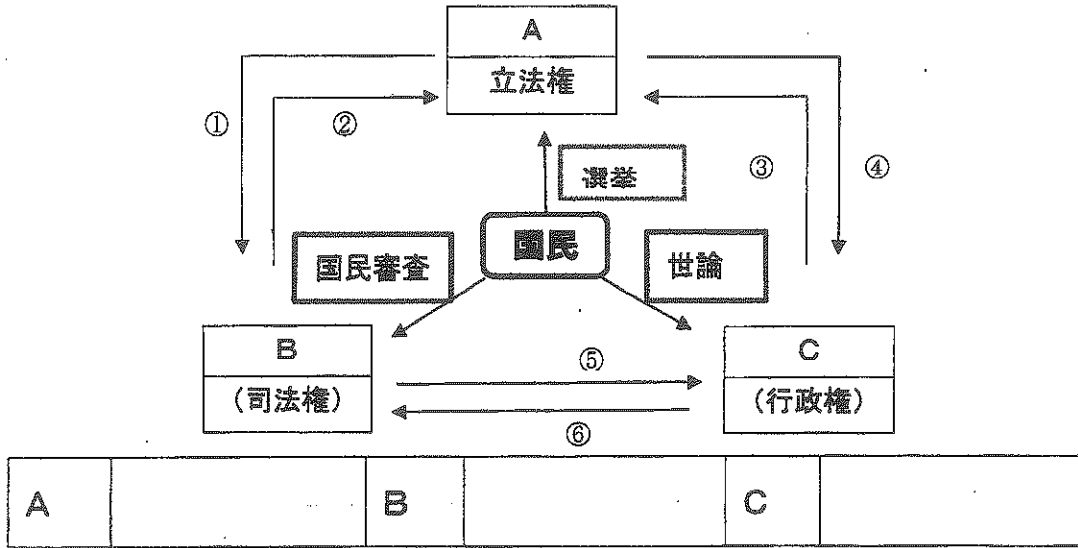 A
立法権
① ② ③ ④
選挙
国民
国民審査 世論
B
(司法権)
⑤
C
(行政権)
⑥
A B C